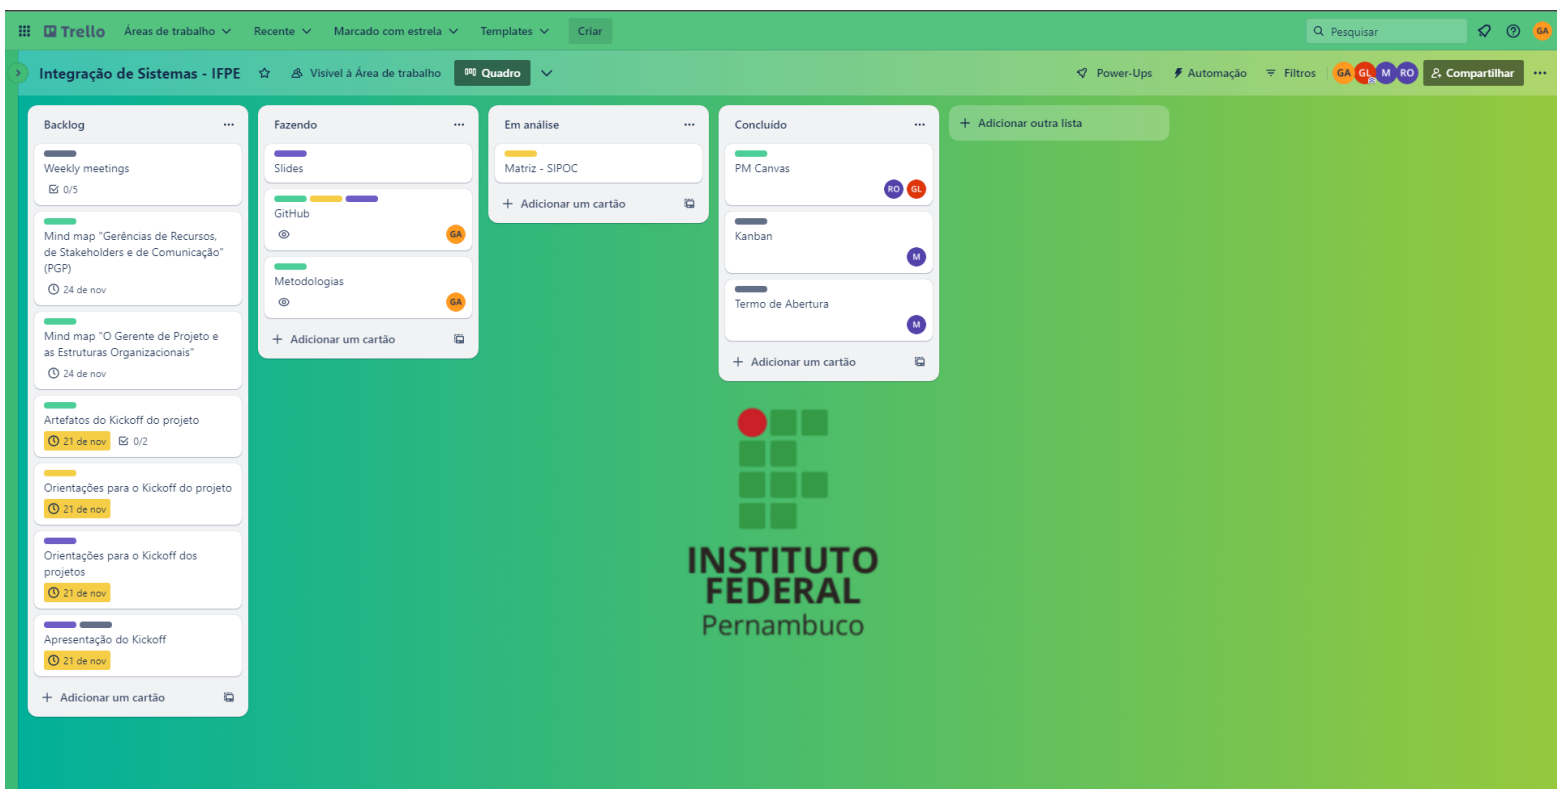 Trello
Áreas de trabalho
Recente
Marcado com estrela
Templates
Criar
Pesquisar
GA
Integração de Sistemas - IFPE
Visível à Área de trabalho
Quadro
Power-Ups
Automação
Filtros
GA
GL
M
RO
Compartilhar
Backlog
Weekly meetings
0/5
Mind map "Gerências de Recursos,
de Stakeholders e de Comunicação"
(PGP)
24 de nov
Mind map "O Gerente de Projeto e
as Estruturas Organizacionais"
24 de nov
Artefatos do Kickoff do projeto
21 de nov
0/2
Orientações para o Kickoff do projeto
21 de nov
Orientações para o Kickoff dos
projetos
21 de nov
Apresentação do Kickoff
21 de nov
+ Adicionar um cartão
Fazendo
Slides
GitHub
GA
Metodologias
GA
+ Adicionar um cartão
Em análise
Matriz - SIPOC
+ Adicionar um cartão
Concluído
PM Canvas
RO
GL
Kanban
M
Termo de Abertura
M
+ Adicionar um cartão
+ Adicionar outra lista
INSTITUTO
FEDERAL
Pernambuco